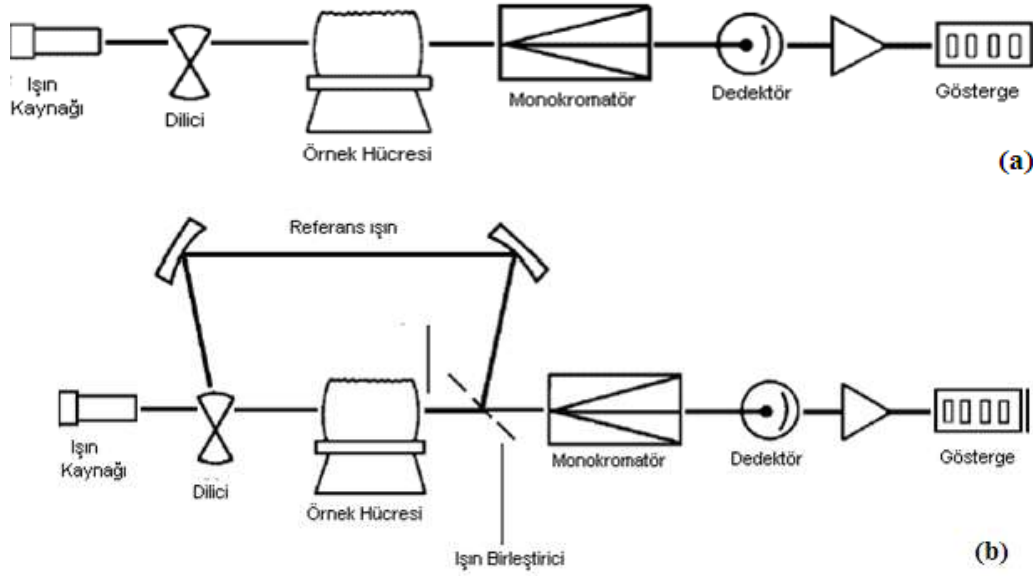 Işın
Kaynağı
Dilici
Örnek Hücresi
Monokromatör
Dedektör
Gösterge
(a)
Referans ışın
Işın
Kaynağı
Dilici
Örnek Hücresi
Monokromatör
Dedektör
Gösterge
Işın Birleştirici
(b)